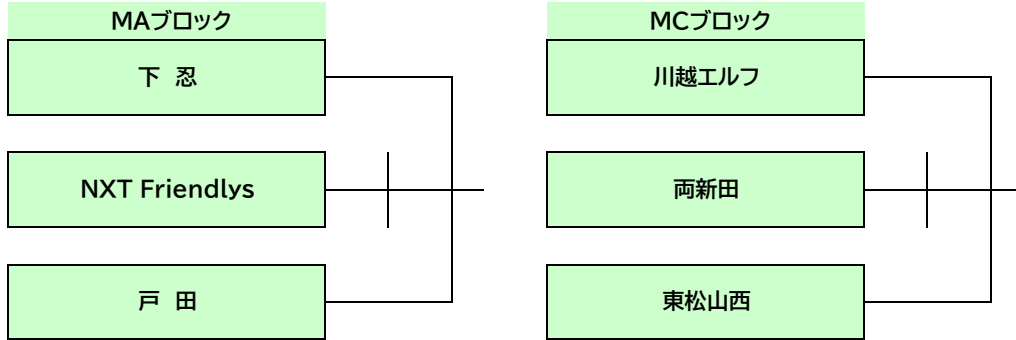 MAブロック
下 忍
NXT Friendlys
戸 田
MCブロック
川越エルフ
両新田
東松山西